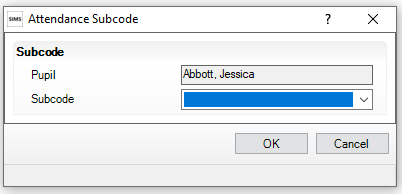 SIMS Attendance Subcode ?
Subcode
Pupil Abbott, Jessica
Subcode
OK Cancel